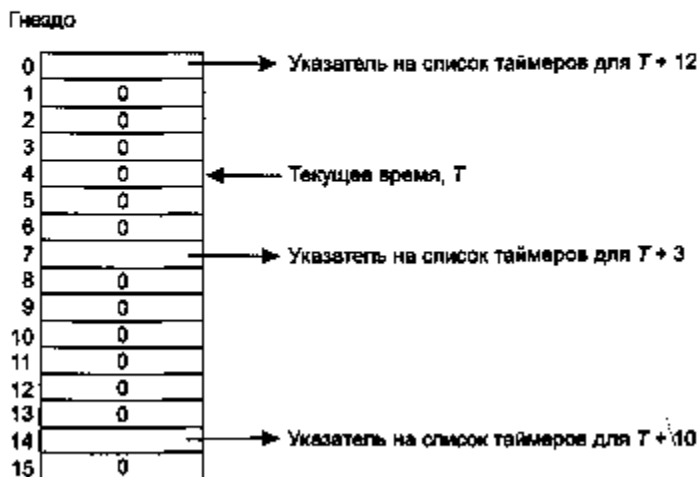 Гнездо
0 Указатель на список таймеров для T + 12
1 0
2 0
3 0
4 0 Текущее время, T
5 0
6 0
7 Указатель на список таймеров для T + 3
8 0
9 0
10 0
11 0
12 0
13 0
14 Указатель на список таймеров для T + 10
15 0